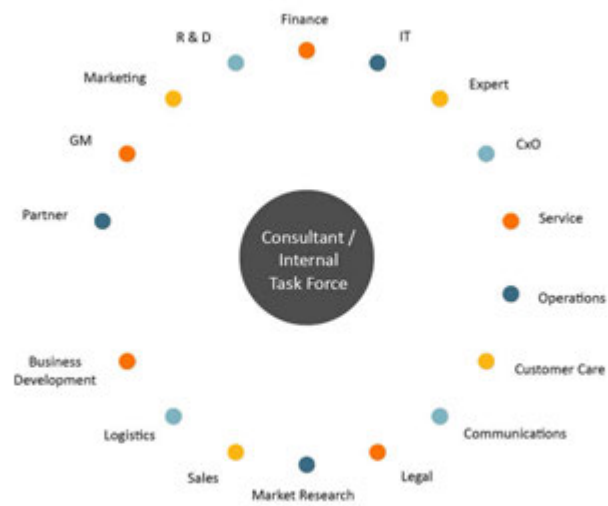 Finance
R & D
IT
Marketing
Expert
GM
CxO
Partner
Service
Consultant /
Internal
Task Force
Operations
Business
Development
Customer Care
Logistics
Communications
Sales
Legal
Market Research